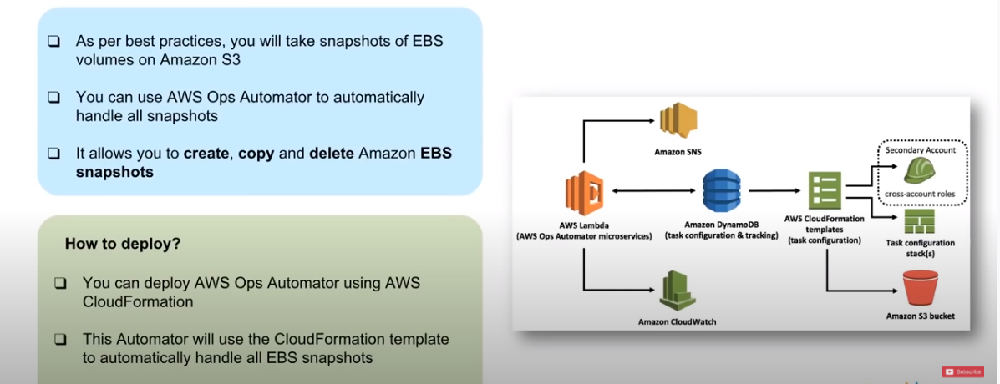 As per best practices, you will take snapshots of EBS
volumes on Amazon S3
You can use AWS Ops Automator to automatically
handle all snapshots
It allows you to create, copy and delete Amazon EBS
snapshots
How to deploy?
You can deploy AWS Ops Automator using AWS
CloudFormation
This Automator will use the CloudFormation template
to automatically handle all EBS snapshots
Amazon SNS
AWS Lambda
(AWS Ops Automator microservices)
Amazon DynamoDB
(task configuration & tracking)
AWS CloudFormation
templates
(task configuration)
Secondary Account
cross-account roles
Task configuration
stack(s)
Amazon CloudWatch
Amazon S3 bucket
Subscribe